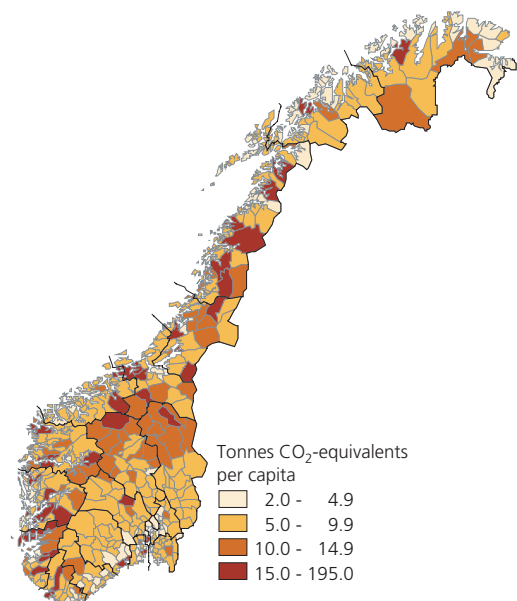 Tonnes CO₂-equivalents
per capita
2.0 - 4.9
5.0 - 9.9
10.0 - 14.9
15.0 - 195.0